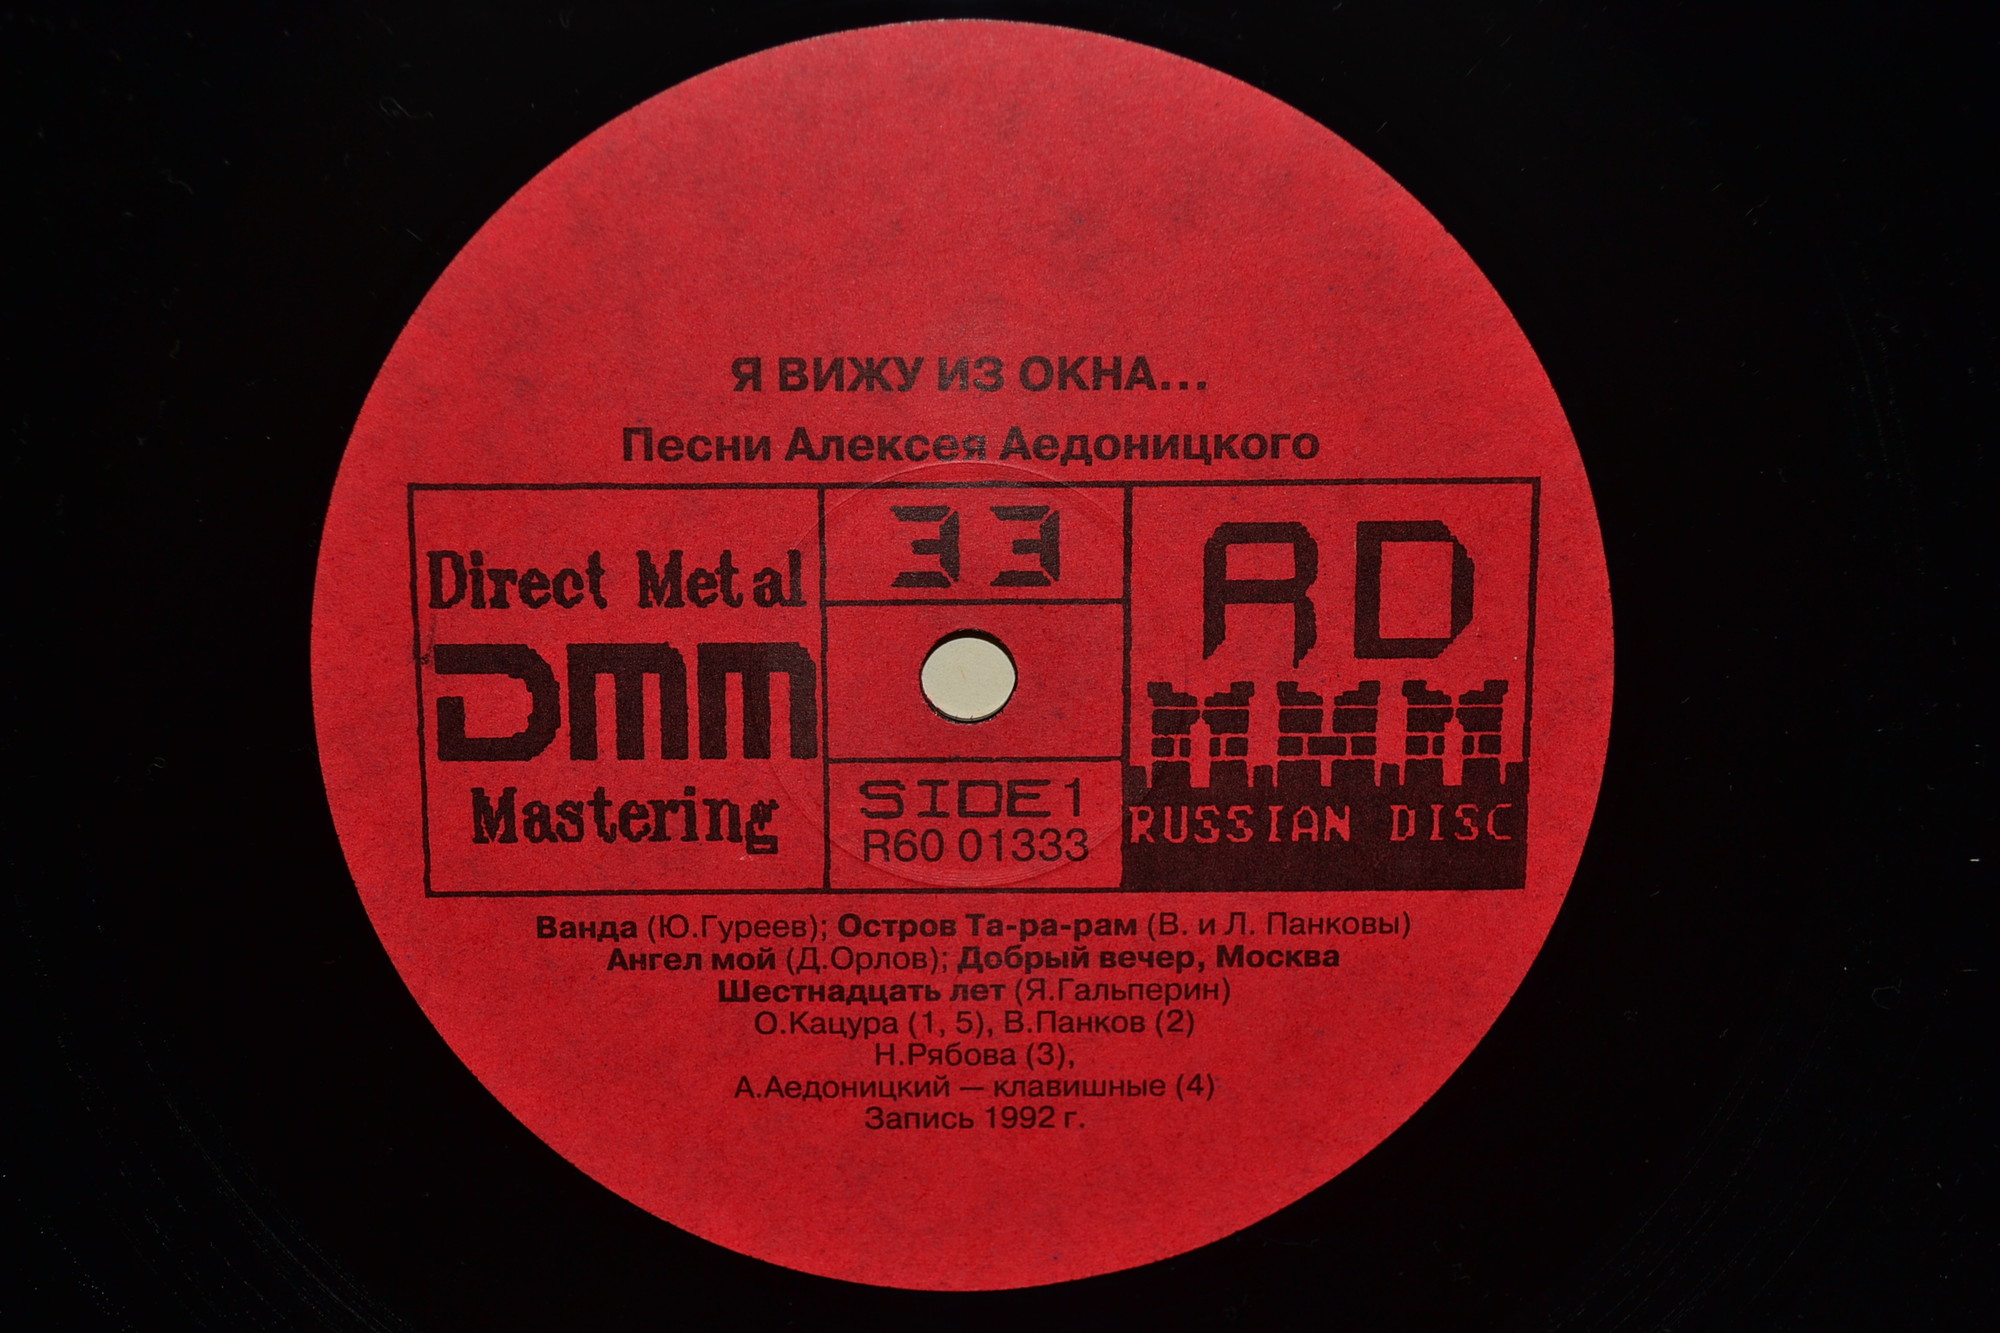 Я ВИЖУ ИЗ ОКНА...
Песни Алексея Аедоницкого
Direct Metal
DMM
Mastering
33
SIDE 1
R60 01333
RD
RUSSIAN DISC
Ванда (Ю.Гуреев); Остров Та-ра-рам (В. и Л. Панковы)
Ангел мой (Д.Орлов); Добрый вечер, Москва
Шестнадцать лет (Я.Гальперин)
О.Кацура (1, 5), В.Панков (2)
Н.Рябова (3),
А.Аедоницкий — клавишные (4)
Запись 1992 г.